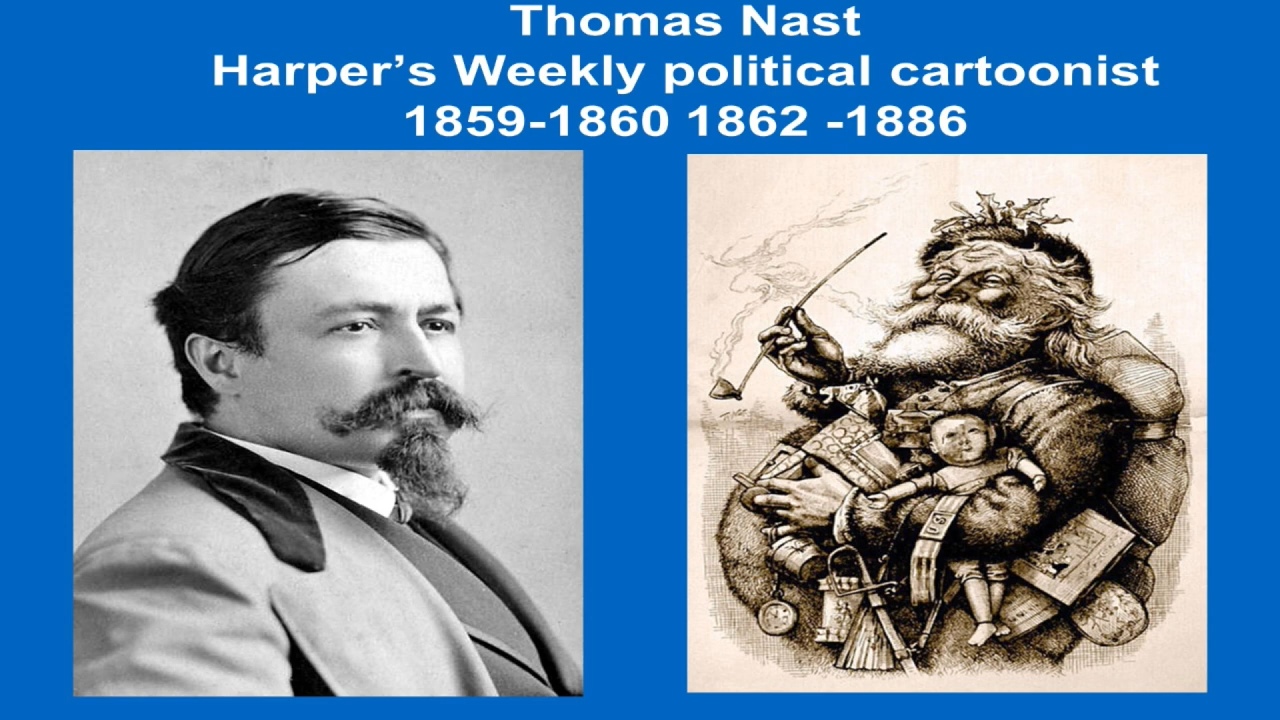 Thomas Nast
Harper’s Weekly political cartoonist
1859-1860 1862 -1886